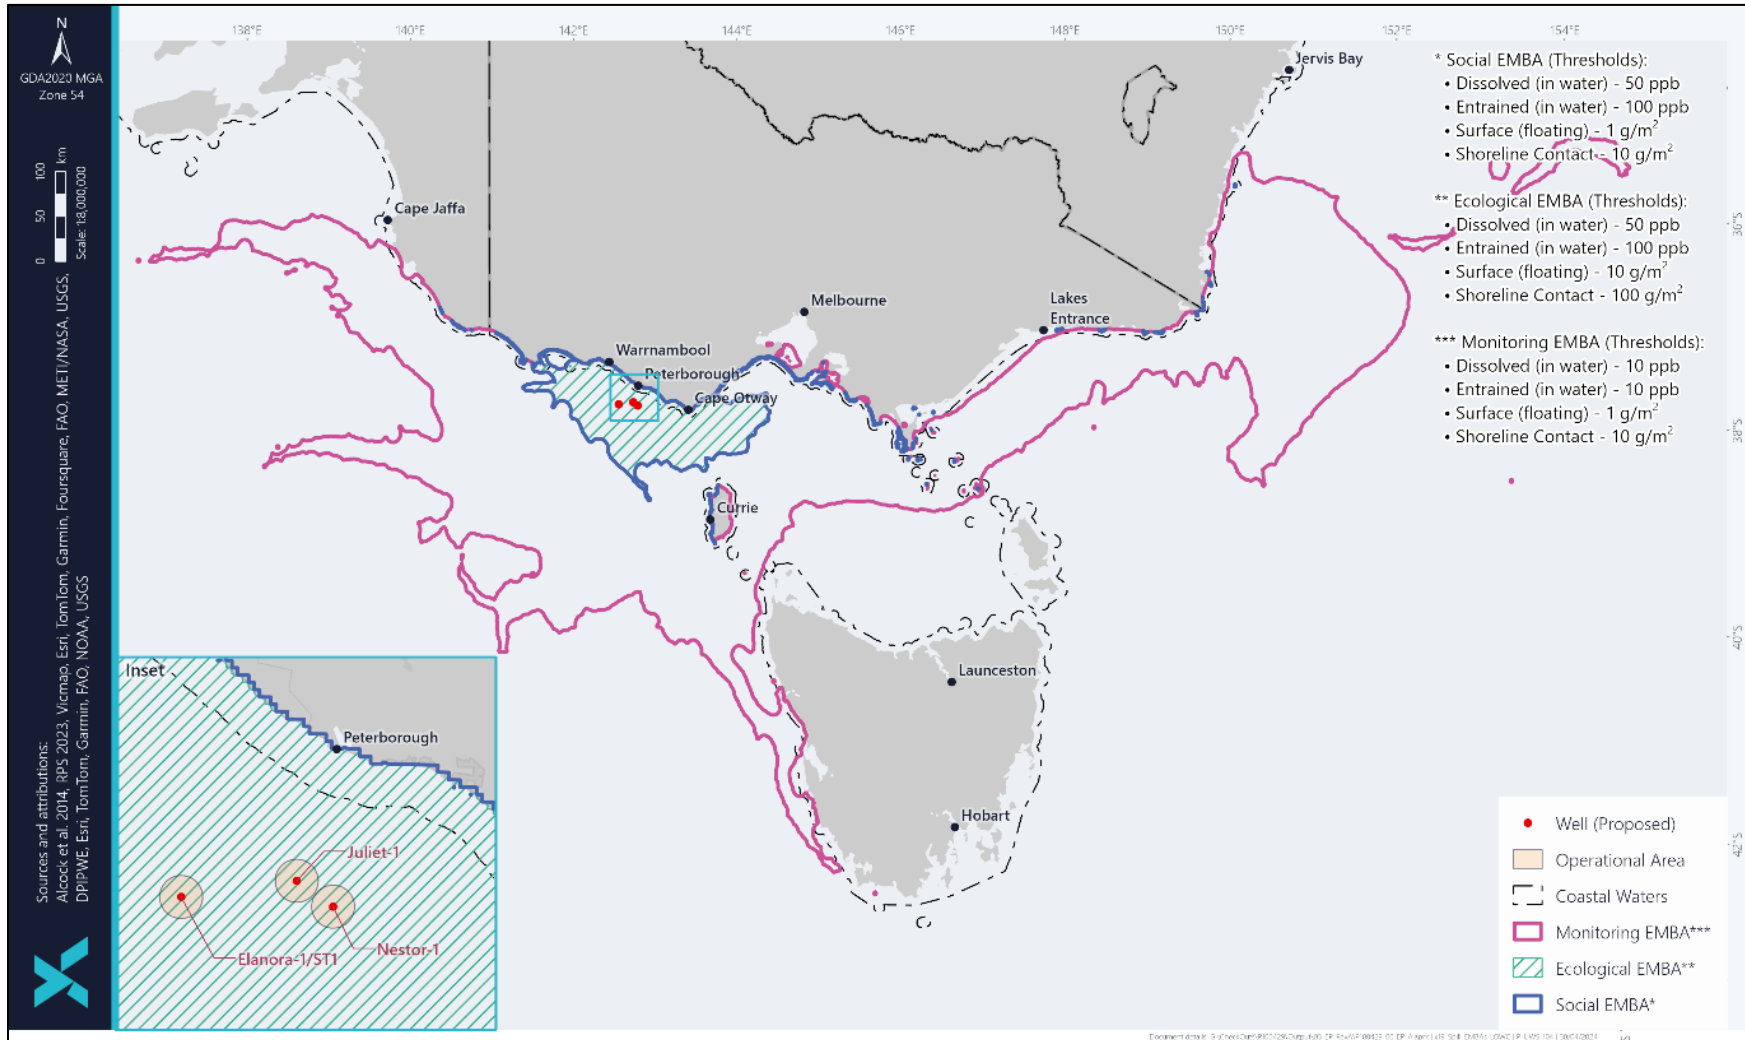 N
GDA2020 MGA
Zone 54
0 50 100 km
Scale: 1:8,000,000
Sources and attributions:
Alcock et al. 2014, RPS 2023, Vicmap, Esri, TomTom, Garmin, Foursquare, FAO, METI/NASA, USGS,
DPIPWE, Esri, TomTom, Garmin, FAO, NOAA, USGS
138°E
140°E
142°E
144°E
146°E
148°E
150°E
152°E
154°E
36°S
38°S
40°S
42°S
Jervis Bay
Cape Jaffa
Melbourne
Lakes
Entrance
Warrnambool
Peterborough
Cape Otway
Currie
Launceston
Hobart
* Social EMBA (Thresholds):
• Dissolved (in water) - 50 ppb
• Entrained (in water) - 100 ppb
• Surface (floating) - 1 g/m²
• Shoreline Contact - 10 g/m²
** Ecological EMBA (Thresholds):
• Dissolved (in water) - 50 ppb
• Entrained (in water) - 100 ppb
• Surface (floating) - 10 g/m²
• Shoreline Contact - 100 g/m²
*** Monitoring EMBA (Thresholds):
• Dissolved (in water) - 10 ppb
• Entrained (in water) - 10 ppb
• Surface (floating) - 1 g/m²
• Shoreline Contact - 10 g/m²
Inset
Peterborough
Juliet-1
Nestor-1
Elanora-1/ST1
Well (Proposed)
Operational Area
Coastal Waters
Monitoring EMBA***
Ecological EMBA**
Social EMBA*